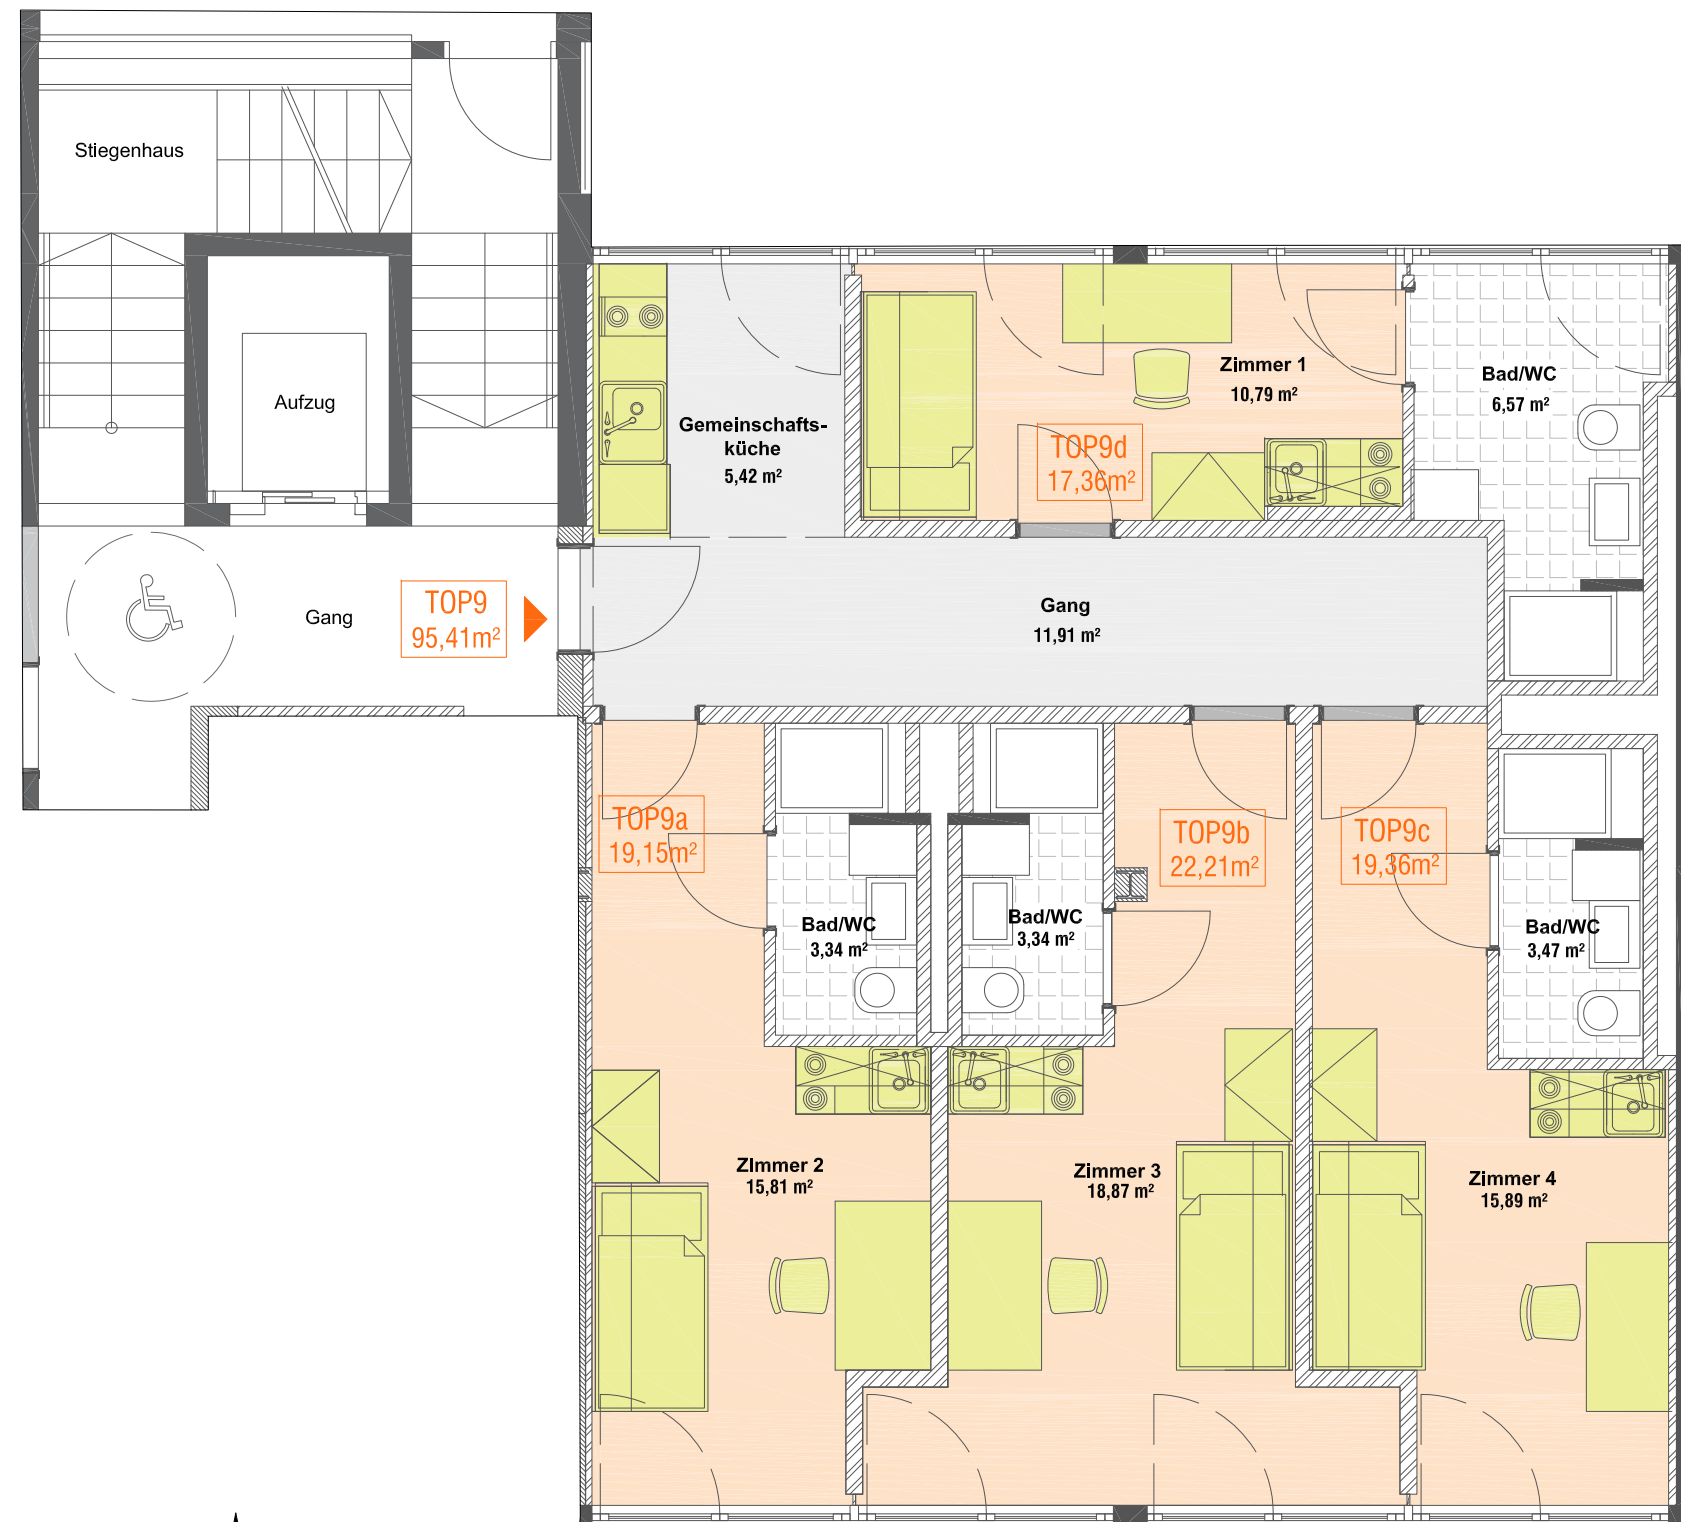 Stiegenhaus
Aufzug
Gang
TOP9
95,41m²
Gemeinschafts-
küche
5,42 m²
Zimmer 1
10,79 m²
TOP9d
17,36m²
Bad/WC
6,57 m²
Gang
11,91 m²
TOP9a
19,15m²
Bad/WC
3,34 m²
Bad/WC
3,34 m²
TOP9b
22,21m²
TOP9c
19,36m²
Bad/WC
3,47 m²
ZImmer 2
15,81 m²
Zimmer 3
18,87 m²
Zimmer 4
15,89 m²